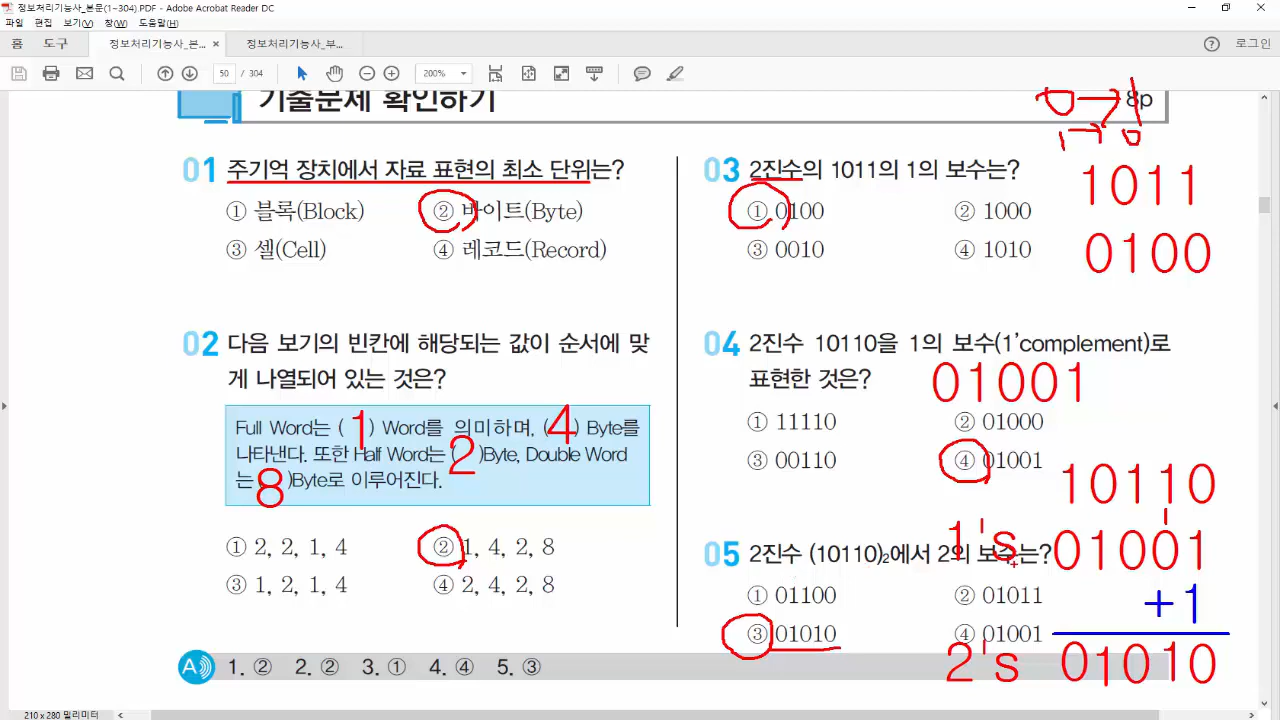 정보처리기능사_본문(1~304).PDF - Adobe Acrobat Reader DC
파일 편집 보기(V) 창(W) 도움말(H)
홈 도구 정보처리기능사_본... × 정보처리기능사_부... 로그인
50 / 304 200%
기출문제 확인하기 8p
0→1
1→0
01 주기억 장치에서 자료 표현의 최소 단위는?
① 블록(Block) ② 바이트(Byte)
③ 셀(Cell) ④ 레코드(Record)
02 다음 보기의 빈칸에 해당되는 값이 순서에 맞
게 나열되어 있는 것은?
Full Word는 ( 1 ) Word를 의미하며, ( 4 ) Byte를
나타낸다. 또한 Half Word는 ( 2 )Byte, Double Word
는 ( 8 )Byte로 이루어진다.
① 2, 2, 1, 4 ② 1, 4, 2, 8
③ 1, 2, 1, 4 ④ 2, 4, 2, 8
03 2진수의 1011의 1의 보수는?
1011
① 0100 ② 1000
③ 0010 ④ 1010
0100
04 2진수 10110을 1의 보수(1'complement)로
표현한 것은?
01001
① 11110 ② 01000
③ 00110 ④ 01001
10110
1's 01001
05 2진수 (10110)₂에서 2의 보수는?
① 01100 ② 01011
+1
③ 01010 ④ 01001
2's 01010
A 1. ② 2. ② 3. ① 4. ④ 5. ③
210 x 280 밀리미터